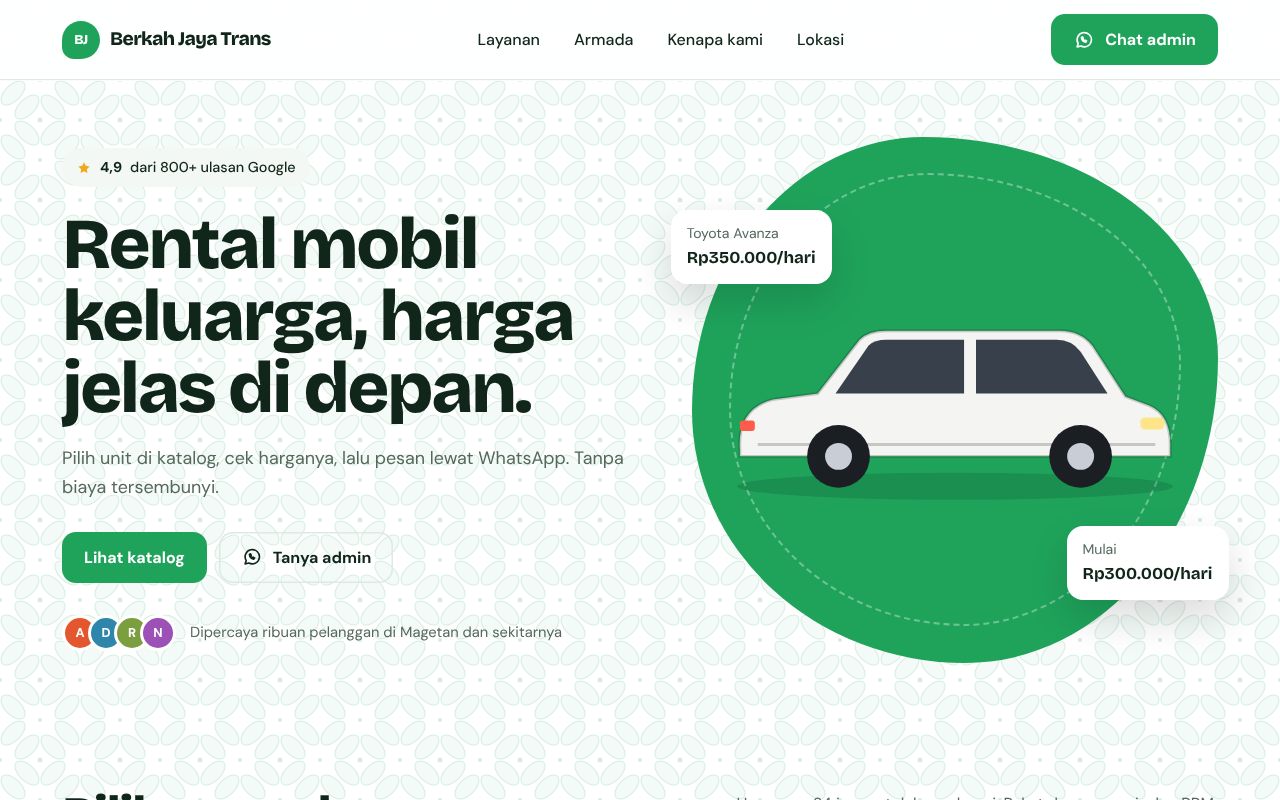 BJ
Berkah Jaya Trans
Layanan
Armada
Kenapa kami
Lokasi
Chat admin
4,9 dari 800+ ulasan Google
Rental mobil
keluarga, harga
jelas di depan.
Pilih unit di katalog, cek harganya, lalu pesan lewat WhatsApp. Tanpa
biaya tersembunyi.
Lihat katalog
Tanya admin
A D R N
Dipercaya ribuan pelanggan di Magetan dan sekitarnya
Toyota Avanza
Rp350.000/hari
Mulai
Rp300.000/hari